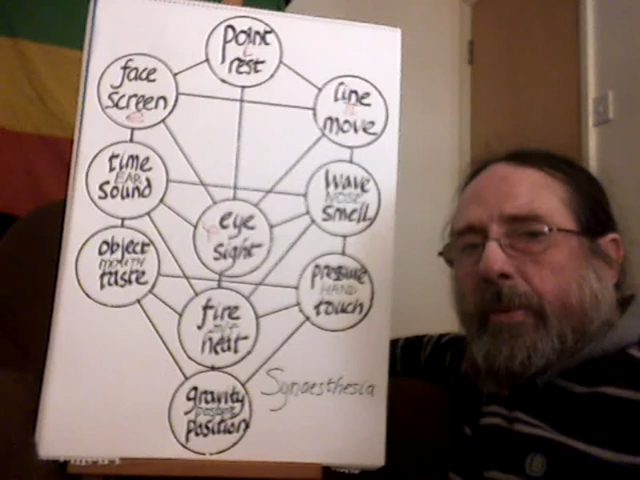 point
rest
face
screen
line
move
time
EAR
sound
wave
NOSE
smell
eye
sight
object
MOUTH
taste
pressure
HAND
touch
fire
heat
gravity
position
Synaesthesia